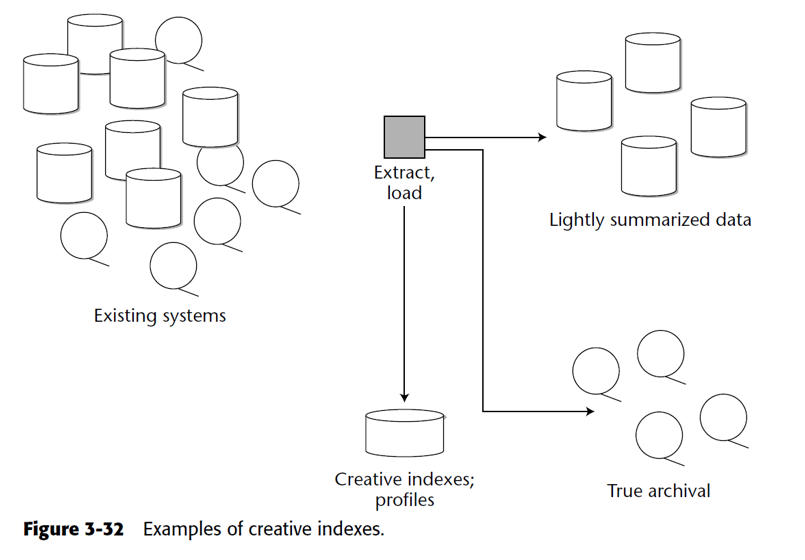 Extract,
load
Lightly summarized data
Existing systems
Creative indexes;
profiles
True archival
Figure 3-32 Examples of creative indexes.